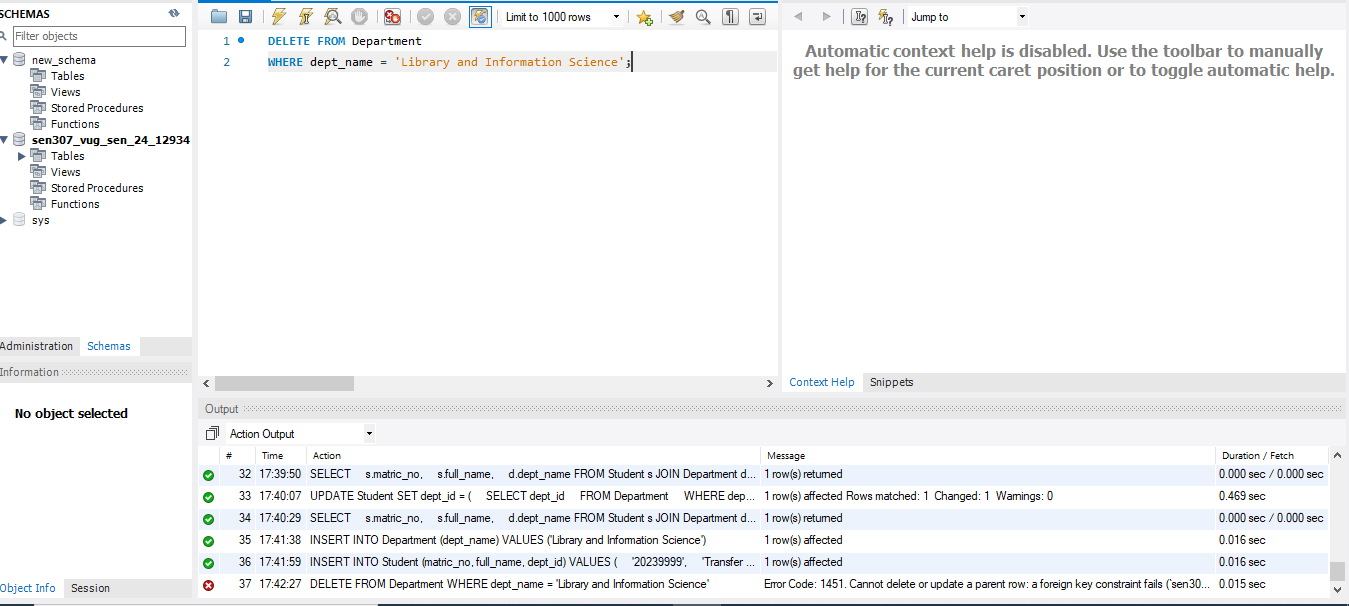 SCHEMAS
Filter objects
new_schema
Tables
Views
Stored Procedures
Functions
sen307_vug_sen_24_12934
Tables
Views
Stored Procedures
Functions
sys
Administration Schemas
Information
No object selected
Object Info Session
Limit to 1000 rows
1 DELETE FROM Department
2 WHERE dept_name = 'Library and Information Science';
Jump to
Automatic context help is disabled. Use the toolbar to manually
get help for the current caret position or to toggle automatic help.
Context Help Snippets
Output
Action Output
# Time Action Message Duration / Fetch
32 17:39:50 SELECT s.matric_no, s.full_name, d.dept_name FROM Student s JOIN Department d... 1 row(s) returned 0.000 sec / 0.000 sec
33 17:40:07 UPDATE Student SET dept_id = ( SELECT dept_id FROM Department WHERE dep... 1 row(s) affected Rows matched: 1 Changed: 1 Warnings: 0 0.469 sec
34 17:40:29 SELECT s.matric_no, s.full_name, d.dept_name FROM Student s JOIN Department d... 1 row(s) returned 0.000 sec / 0.000 sec
35 17:41:38 INSERT INTO Department (dept_name) VALUES ('Library and Information Science') 1 row(s) affected 0.016 sec
36 17:41:59 INSERT INTO Student (matric_no, full_name, dept_id) VALUES ( '20239999', 'Transfer ... 1 row(s) affected 0.016 sec
37 17:42:27 DELETE FROM Department WHERE dept_name = 'Library and Information Science' Error Code: 1451. Cannot delete or update a parent row: a foreign key constraint fails (`sen30... 0.015 sec